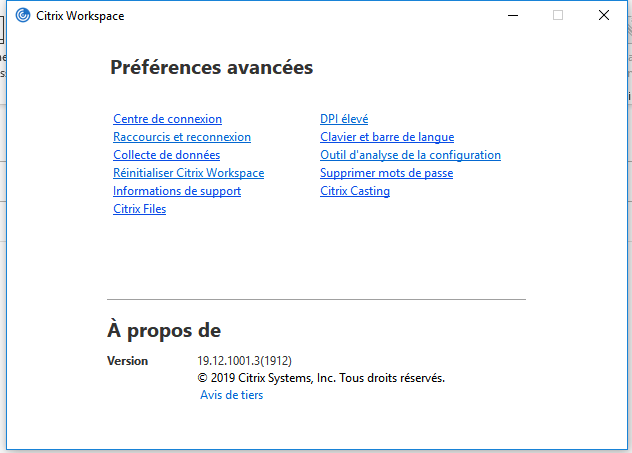 Citrix Workspace
Préférences avancées
Centre de connexion
Raccourcis et reconnexion
Collecte de données
Réinitialiser Citrix Workspace
Informations de support
Citrix Files
DPI élevé
Clavier et barre de langue
Outil d'analyse de la configuration
Supprimer mots de passe
Citrix Casting
À propos de
Version 19.12.1001.3(1912)
© 2019 Citrix Systems, Inc. Tous droits réservés.
Avis de tiers